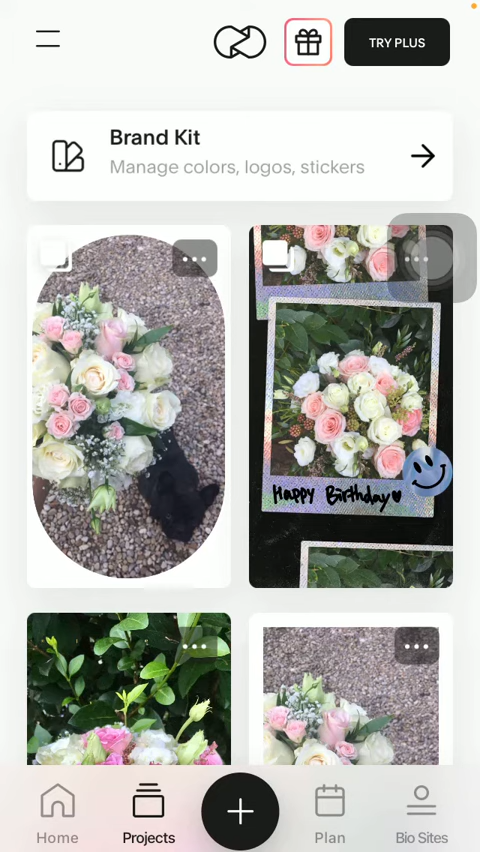 TRY PLUS
Brand Kit
Manage colors, logos, stickers
Happy Birthday
Home
Projects
Plan
Bio Sites